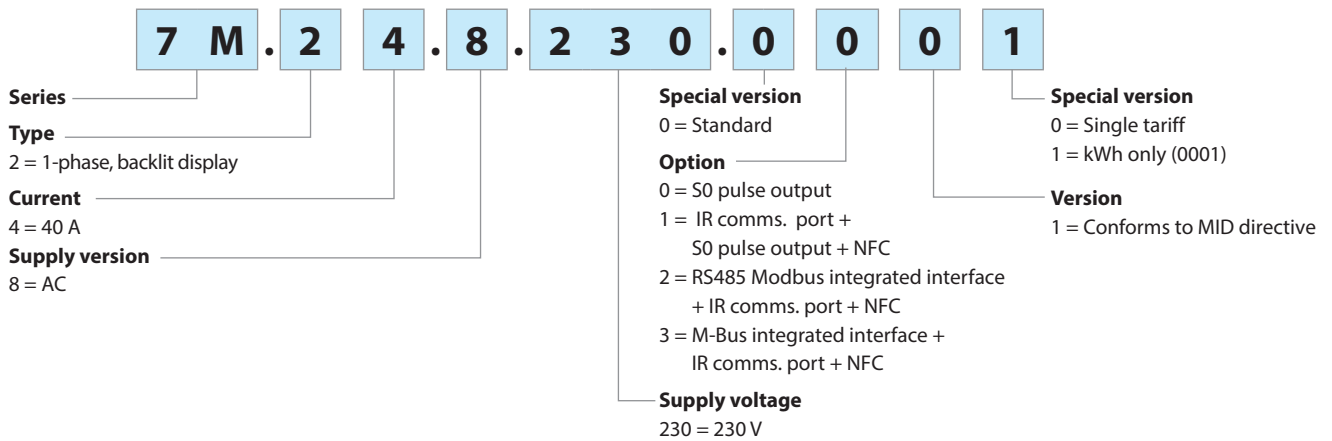 7 M . 2 4 . 8 . 2 3 0 . 0 0 0 1
Series
Type
2 = 1-phase, backlit display
Current
4 = 40 A
Supply version
8 = AC
Special version
0 = Standard
Option
0 = S0 pulse output
1 = IR comms. port +
S0 pulse output + NFC
2 = RS485 Modbus integrated interface
+ IR comms. port + NFC
3 = M-Bus integrated interface +
IR comms. port + NFC
Supply voltage
230 = 230 V
Special version
0 = Single tariff
1 = kWh only (0001)
Version
1 = Conforms to MID directive